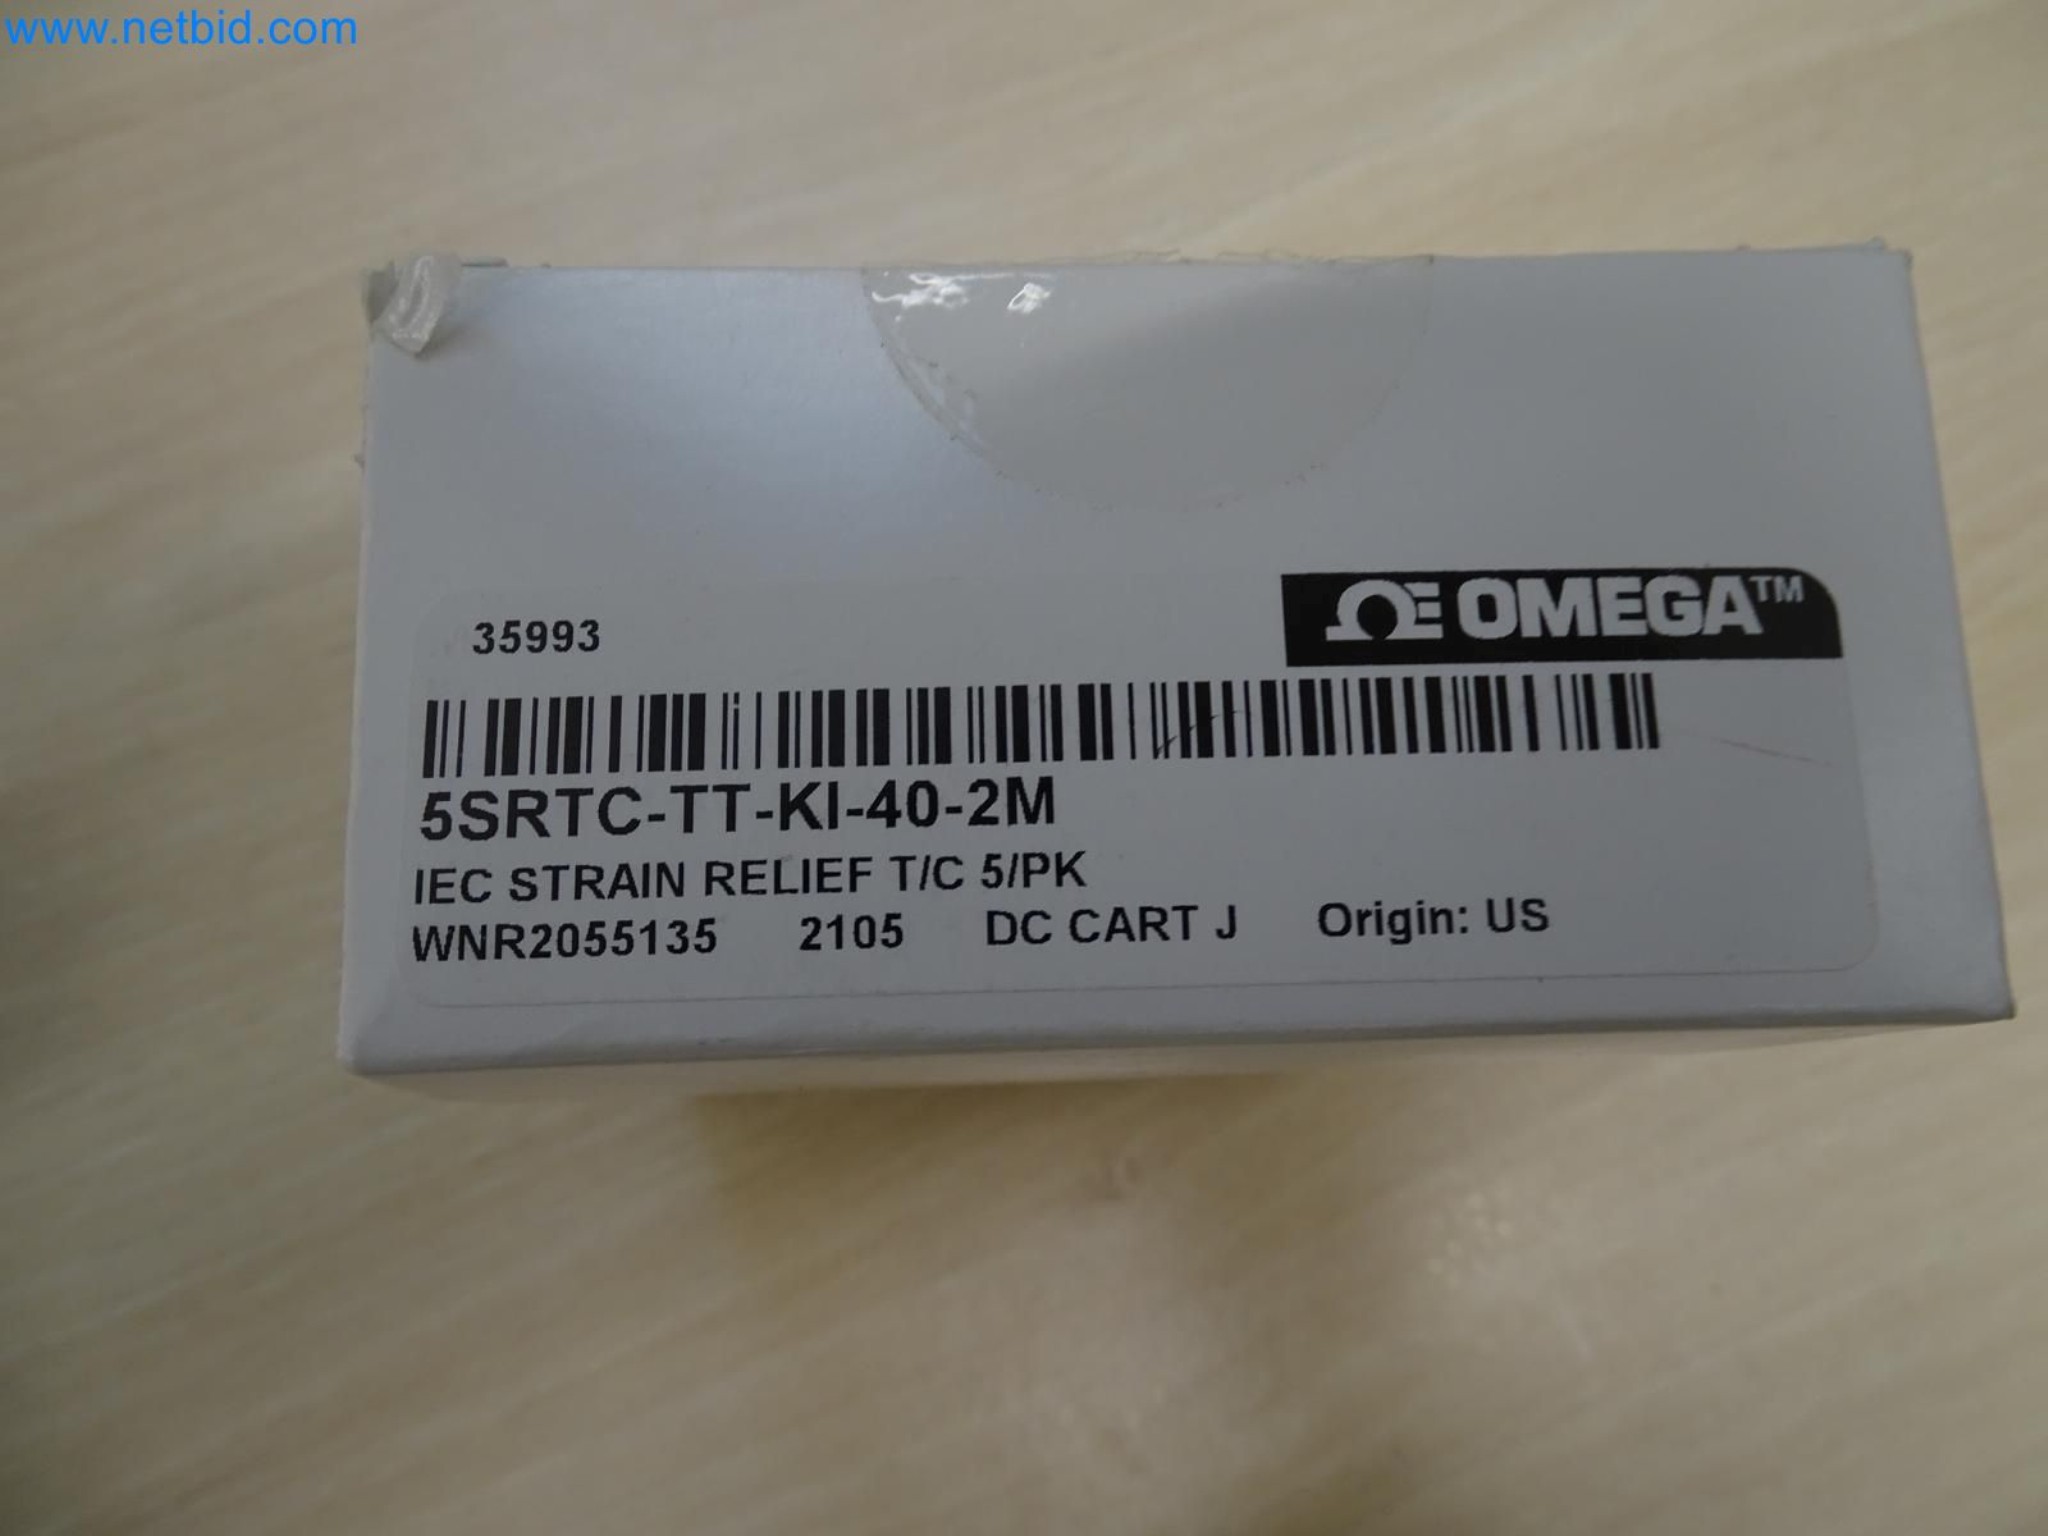 www.netbid.com
35993
OMEGA™
5SRTC-TT-KI-40-2M
IEC STRAIN RELIEF T/C 5/PK
WNR2055135 2105 DC CART J Origin: US